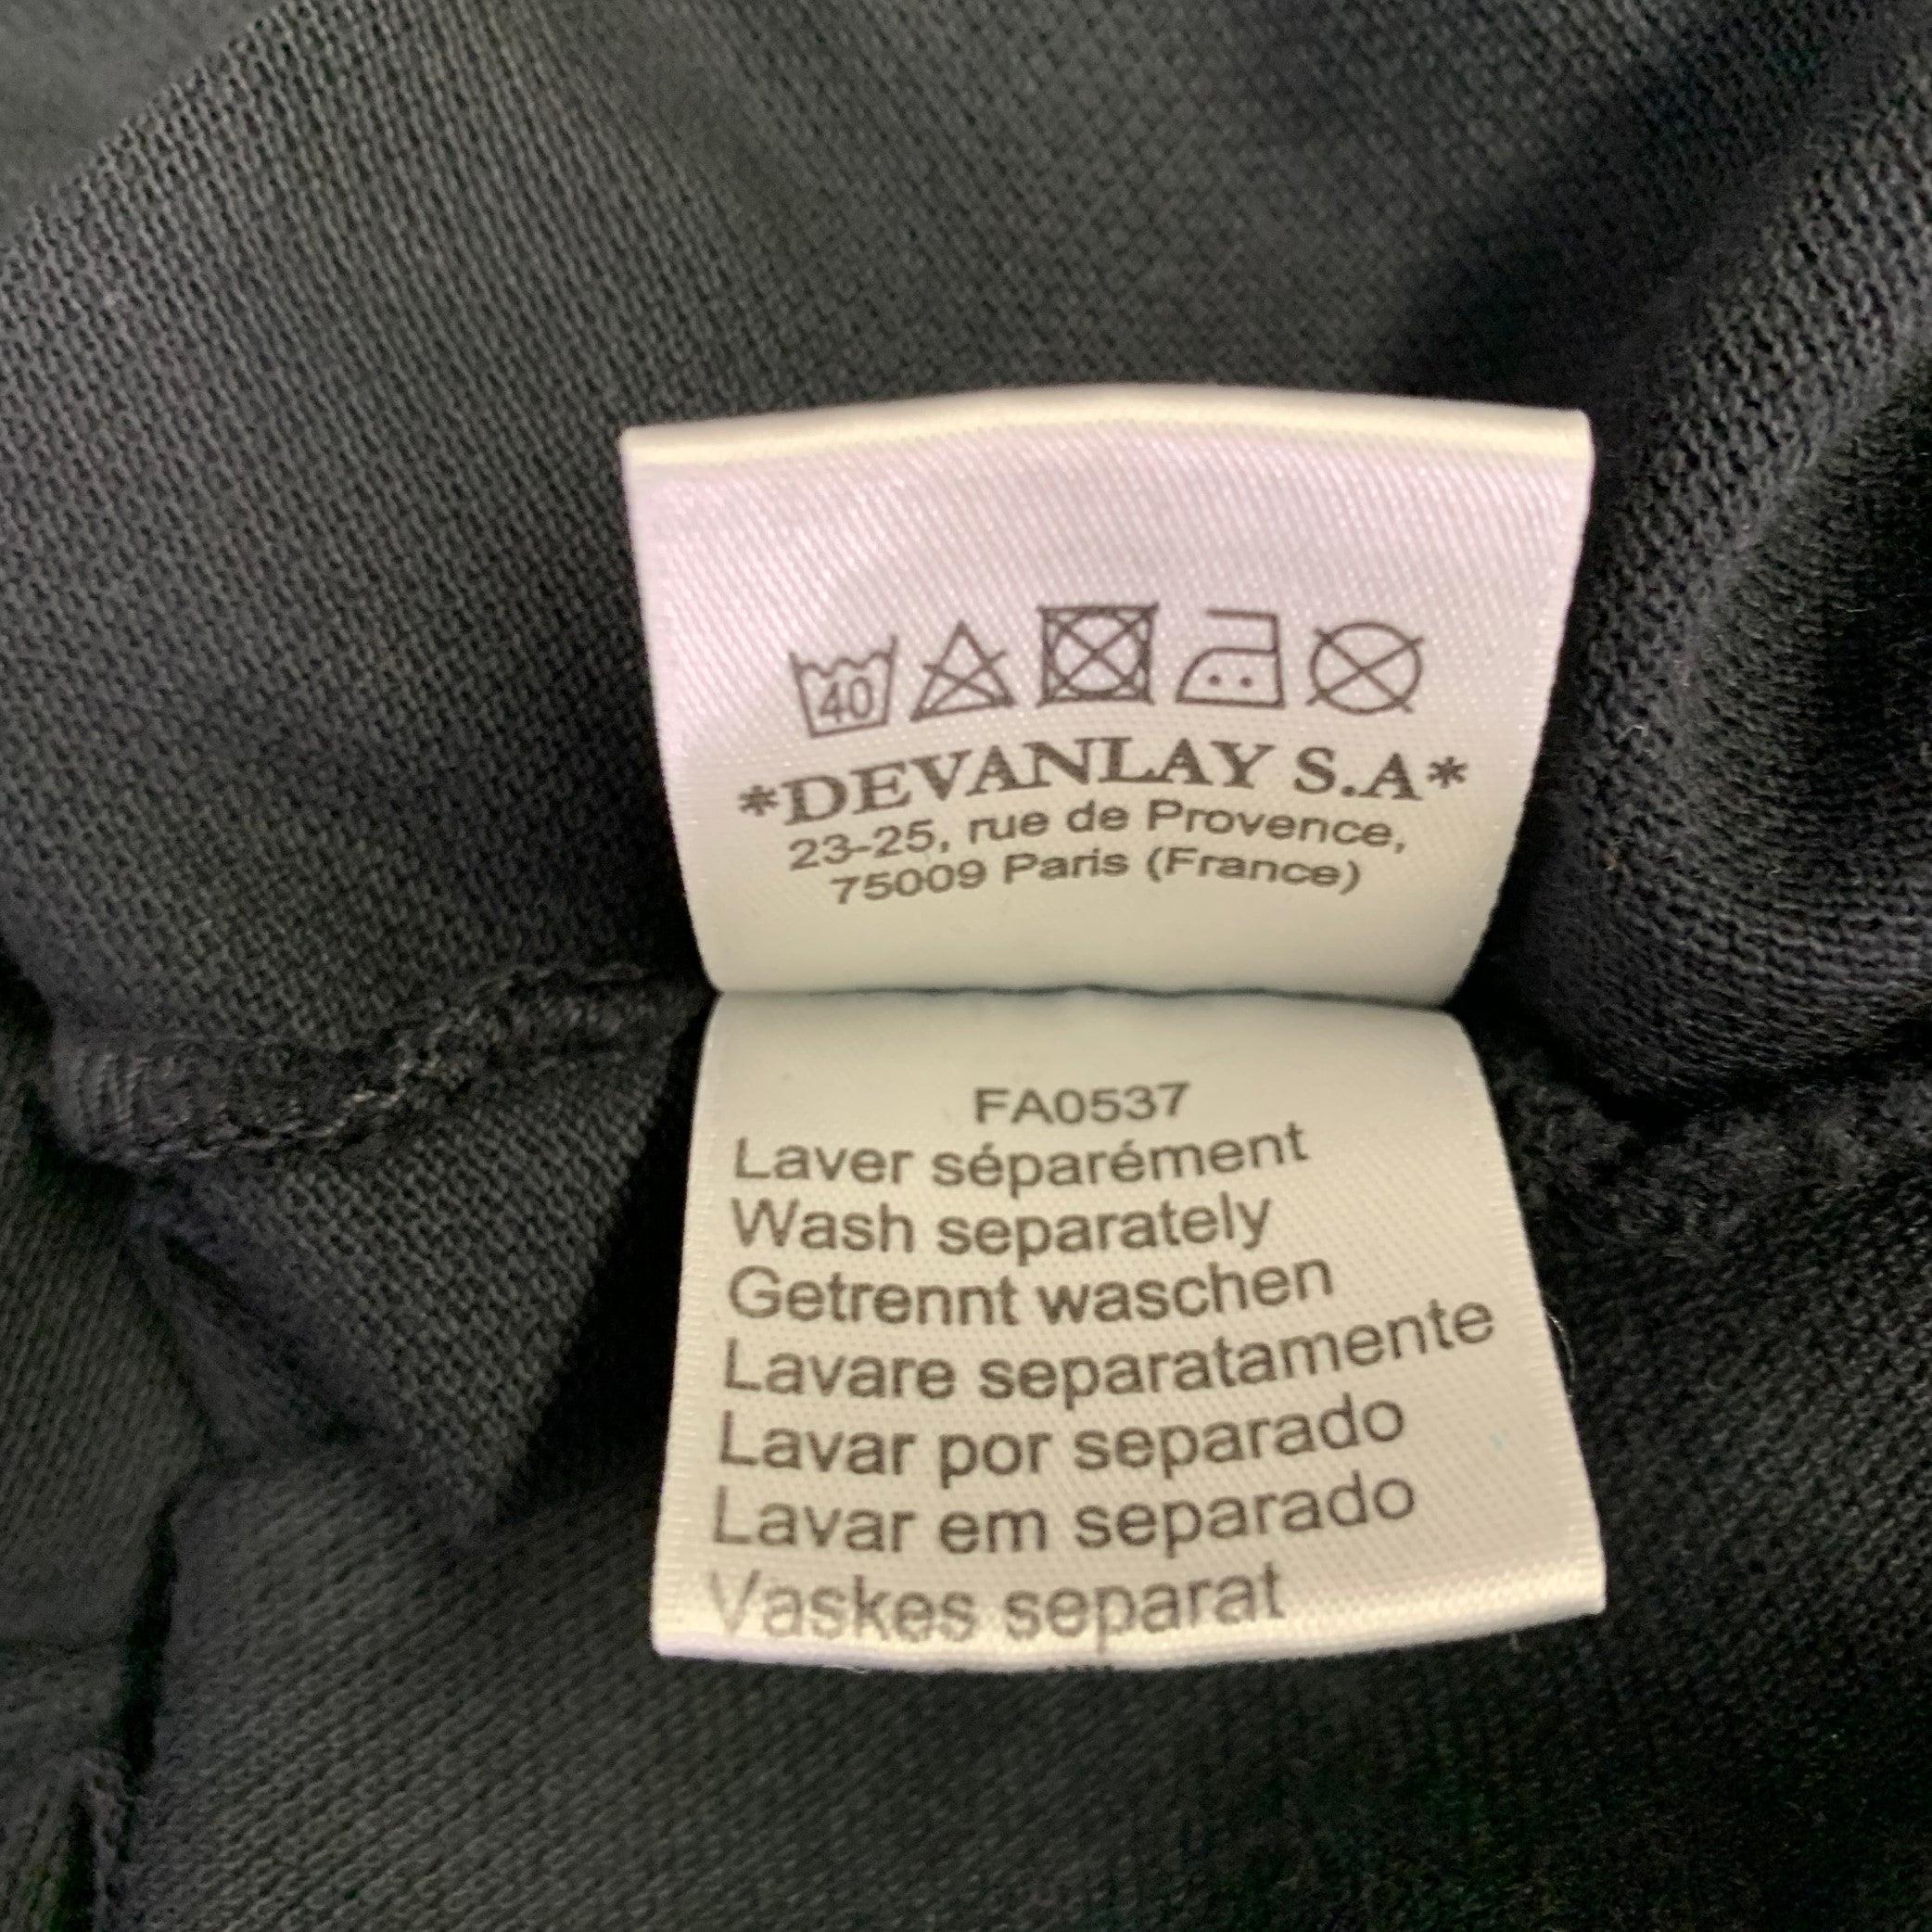 40
*DEVANLAY S.A*
23-25, rue de Provence,
75009 Paris (France)
FA0537
Laver séparément
Wash separately
Getrennt waschen
Lavare separatamente
Lavar por separado
Lavar em separado
Vaskes separat